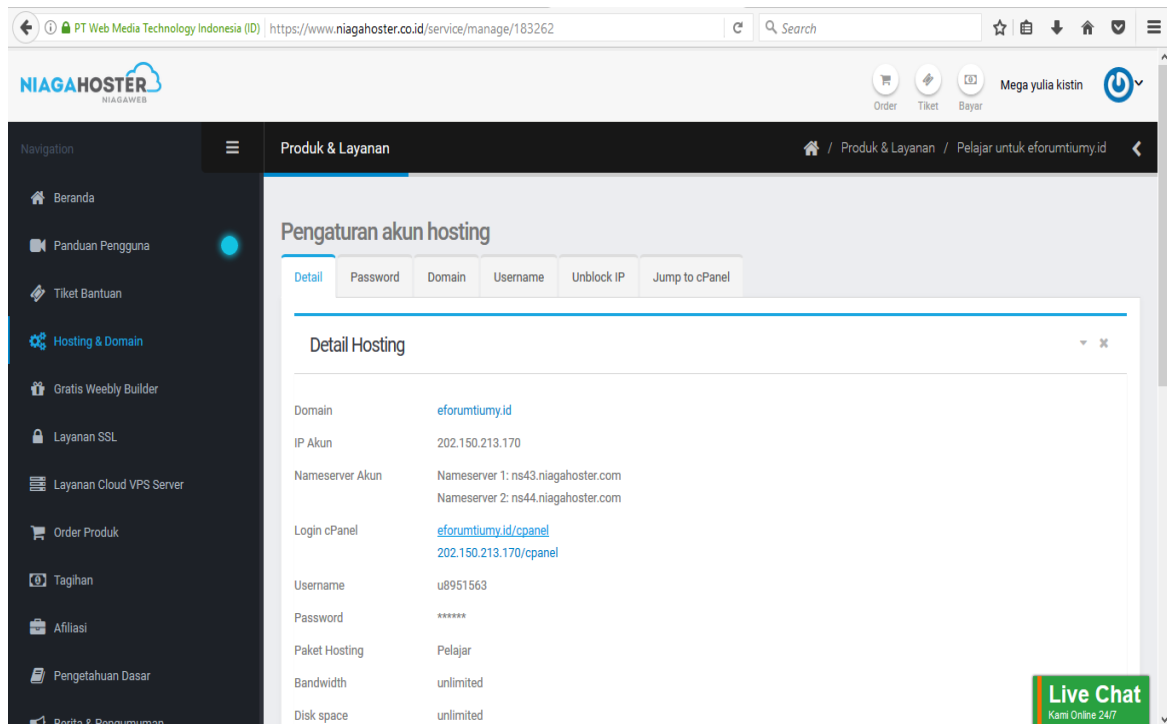 PT Web Media Technology Indonesia (ID) https://www.niagahoster.co.id/service/manage/183262 Search
NIAGAHOSTER
NIAGAWEB
Order Tiket Bayar Mega yulia kistin
Navigation
Produk & Layanan
/ Produk & Layanan / Pelajar untuk eforumtiumy.id
Beranda
Panduan Pengguna
Tiket Bantuan
Hosting & Domain
Gratis Weebly Builder
Layanan SSL
Layanan Cloud VPS Server
Order Produk
Tagihan
Afiliasi
Pengetahuan Dasar
Berita & Pengumuman
Pengaturan akun hosting
Detail Password Domain Username Unblock IP Jump to cPanel
Detail Hosting
Domain eforumtiumy.id
IP Akun 202.150.213.170
Nameserver Akun Nameserver 1: ns43.niagahoster.com
Nameserver 2: ns44.niagahoster.com
Login cPanel eforumtiumy.id/cpanel
202.150.213.170/cpanel
Username u8951563
Password ******
Paket Hosting Pelajar
Bandwidth unlimited
Disk space unlimited
Live Chat
Kami Online 24/7